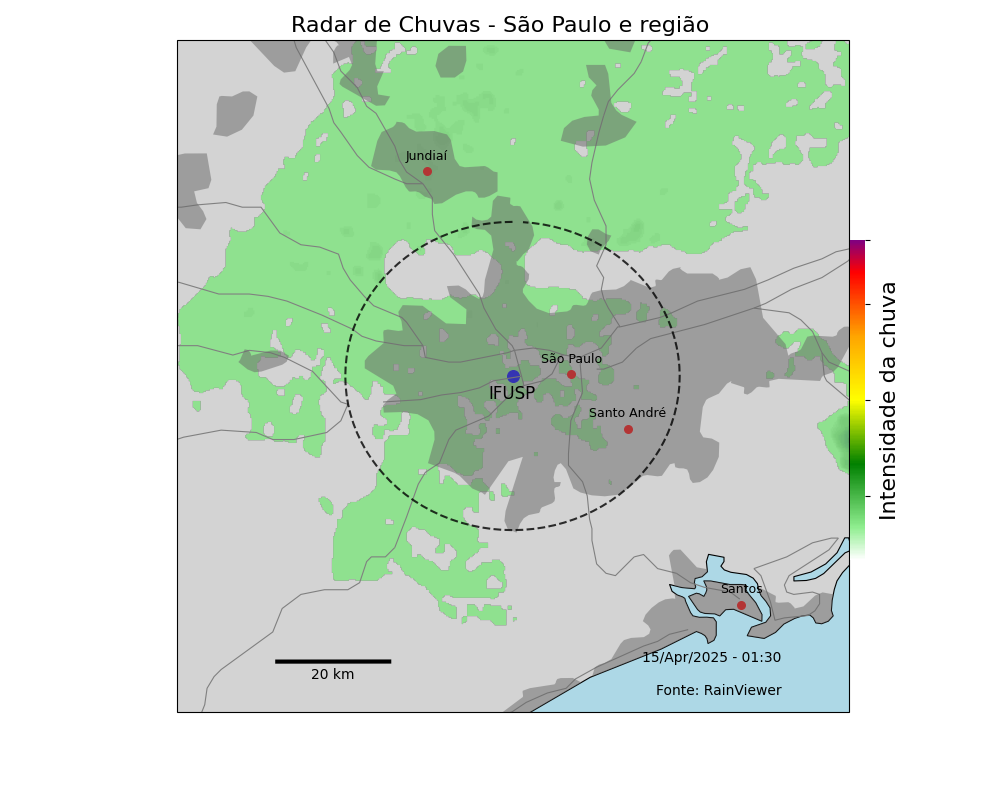 Radar de Chuvas - São Paulo e região
Jundiaí
São Paulo
IFUSP
Santo André
Intensidade da chuva
Santos
15/Apr/2025 - 01:30
20 km
Fonte: RainViewer